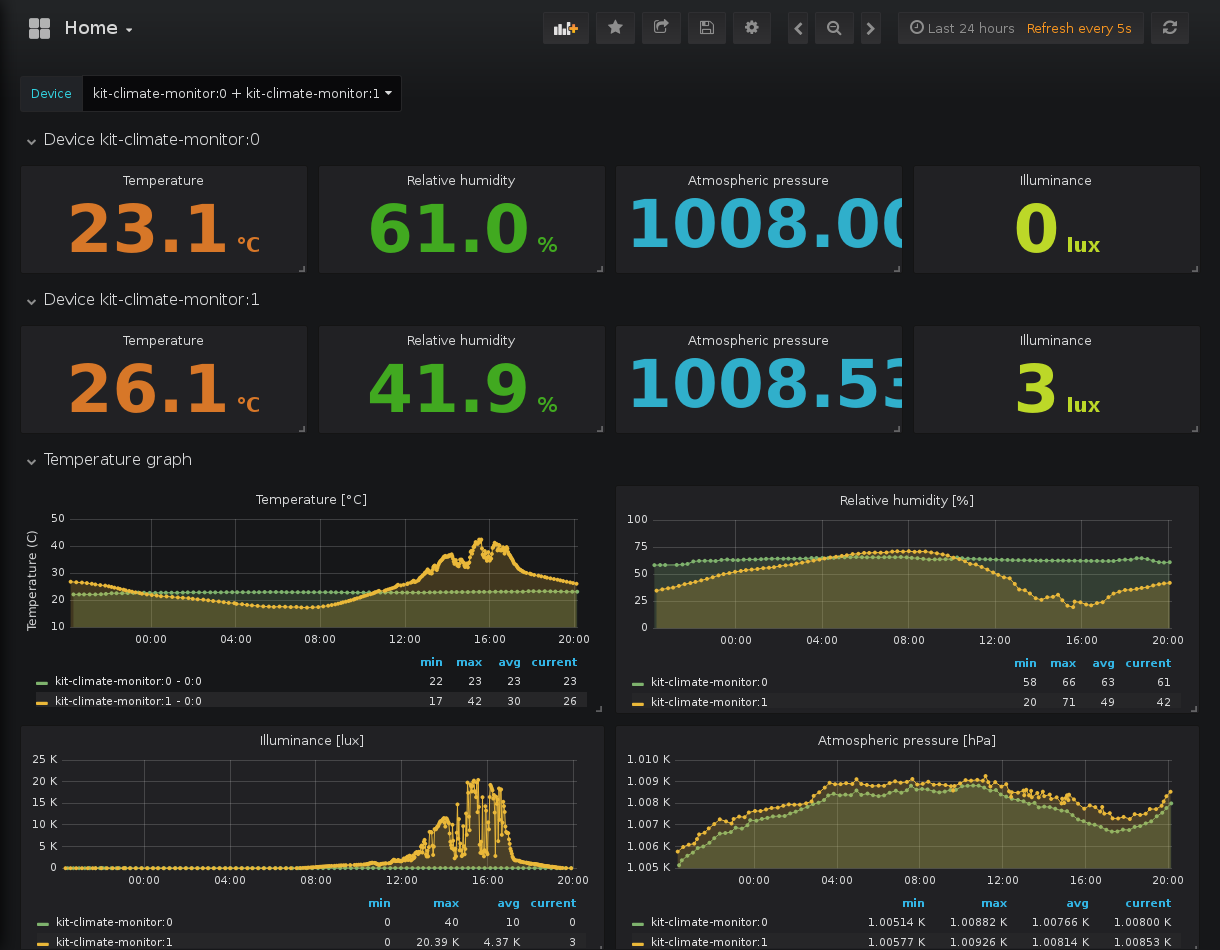 Home
Last 24 hours Refresh every 5s
Device kit-climate-monitor:0 + kit-climate-monitor:1
Device kit-climate-monitor:0
Temperature Relative humidity Atmospheric pressure Illuminance
23.1 °C 61.0 % 1008.00 0 lux
Device kit-climate-monitor:1
Temperature Relative humidity Atmospheric pressure Illuminance
26.1 °C 41.9 % 1008.53 3 lux
Temperature graph
Temperature [°C]
Temperature (C)
50
40
30
20
10
00:00 04:00 08:00 12:00 16:00 20:00
min max avg current
kit-climate-monitor:0 - 0:0 22 23 23 23
kit-climate-monitor:1 - 0:0 17 42 30 26
Relative humidity [%]
100
75
50
25
0
00:00 04:00 08:00 12:00 16:00 20:00
min max avg current
kit-climate-monitor:0 58 66 63 61
kit-climate-monitor:1 20 71 49 42
Illuminance [lux]
25 K
20 K
15 K
10 K
5 K
0
00:00 04:00 08:00 12:00 16:00 20:00
min max avg current
kit-climate-monitor:0 0 40 10 0
kit-climate-monitor:1 0 20.39 K 4.37 K 3
Atmospheric pressure [hPa]
1.010 K
1.009 K
1.008 K
1.007 K
1.006 K
1.005 K
00:00 04:00 08:00 12:00 16:00 20:00
min max avg current
kit-climate-monitor:0 1.00514 K 1.00882 K 1.00766 K 1.00800 K
kit-climate-monitor:1 1.00577 K 1.00926 K 1.00814 K 1.00853 K